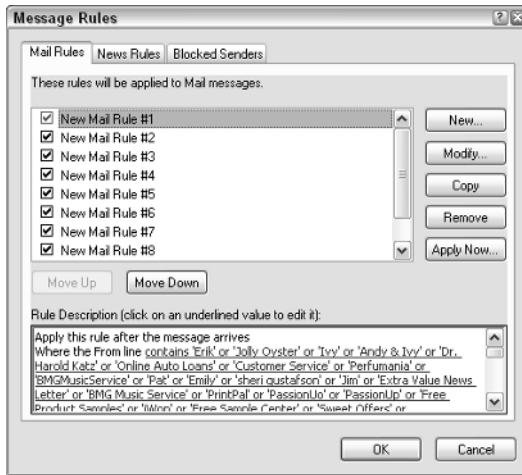 Message Rules
Mail Rules
News Rules
Blocked Senders
These rules will be applied to Mail messages.
New Mail Rule #1
New Mail Rule #2
New Mail Rule #3
New Mail Rule #4
New Mail Rule #5
New Mail Rule #6
New Mail Rule #7
New Mail Rule #8
New...
Modify...
Copy
Remove
Apply Now...
Move Up
Move Down
Rule Description (click on an underlined value to edit it):
Apply this rule after the message arrives
Where the From line contains 'Erik' or 'Jolly Oyster' or 'Ivy' or 'Andy & Ivy' or 'Dr.
Harold Katz' or 'Online Auto Loans' or 'Customer Service' or 'Perfumania' or
'BMGMusicService' or 'Pat' or 'Emily' or 'sheri gustafson' or 'Jim' or 'Extra Value News
Letter' or 'BMG Music Service' or 'PrintPal' or 'PassionUo' or 'PassionUp' or 'Free
Product Samples' or 'iWon' or 'Free Sample Center' or 'Sweet Offers' or
OK
Cancel